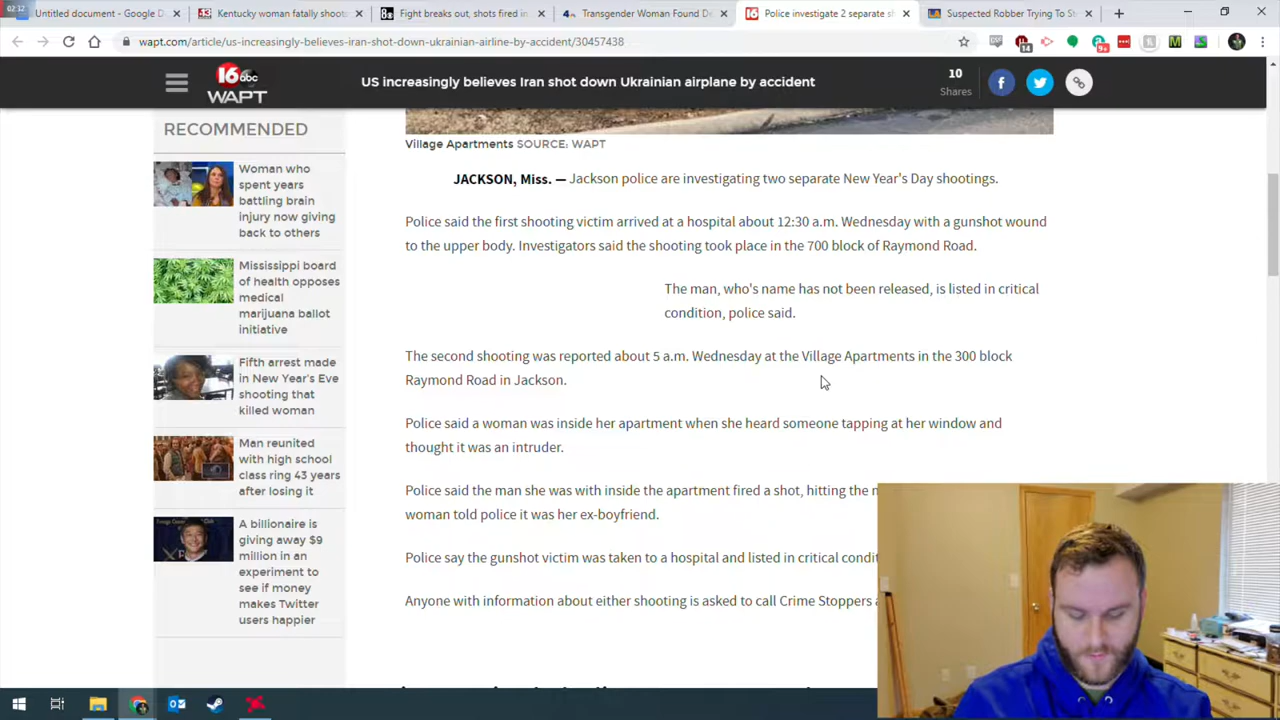 02:32
Untitled document - Google D
Kentucky woman fatally shoots
Fight breaks out, shots fired in
Transgender Woman Found De
Police investigate 2 separate sh
Suspected Robber Trying To St
wapt.com/article/us-increasingly-believes-iran-shot-down-ukrainian-airline-by-accident/30457438
16 abc
WAPT
US increasingly believes Iran shot down Ukrainian airplane by accident
10
Shares
RECOMMENDED
Woman who
spent years
battling brain
injury now giving
back to others
Mississippi board
of health opposes
medical
marijuana ballot
initiative
Fifth arrest made
in New Year's Eve
shooting that
killed woman
Man reunited
with high school
class ring 43 years
after losing it
A billionaire is
giving away $9
million in an
experiment to
see if money
makes Twitter
users happier
Village Apartments SOURCE: WAPT
JACKSON, Miss. — Jackson police are investigating two separate New Year's Day shootings.
Police said the first shooting victim arrived at a hospital about 12:30 a.m. Wednesday with a gunshot wound
to the upper body. Investigators said the shooting took place in the 700 block of Raymond Road.
The man, who's name has not been released, is listed in critical
condition, police said.
The second shooting was reported about 5 a.m. Wednesday at the Village Apartments in the 300 block
Raymond Road in Jackson.
Police said a woman was inside her apartment when she heard someone tapping at her window and
thought it was an intruder.
Police said the man she was with inside the apartment fired a shot, hitting the
woman told police it was her ex-boyfriend.
Police say the gunshot victim was taken to a hospital and listed in critical
Anyone with information about either shooting is asked to call Crime Stoppers